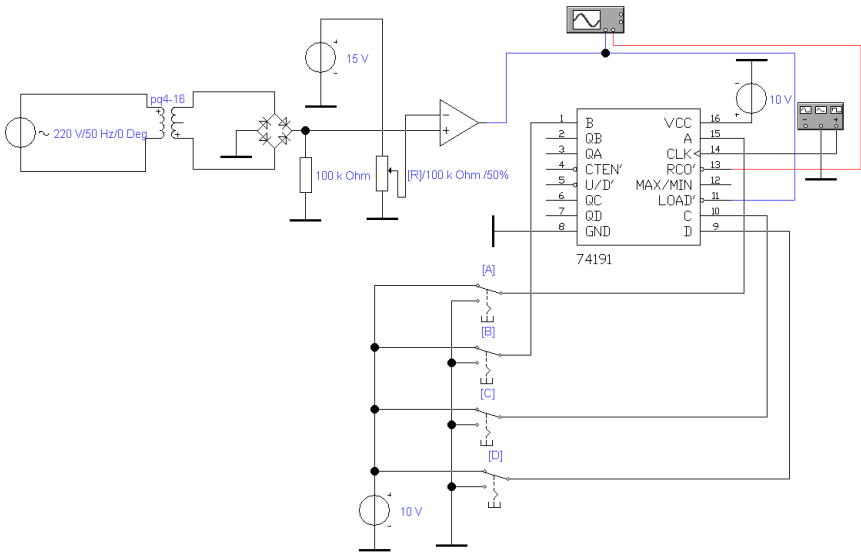 15 V
pq4-16
~ 220 V/50 Hz/0 Deg
100 k Ohm
[R]/100 k Ohm /50%
10 V
1 B VCC 16
2 QB A 15
3 QA CLK 14
4 CTEN' RCO' 13
5 U/D' MAX/MIN 12
6 QC LOAD' 11
7 QD C 10
8 GND D 9
74191
[A]
[B]
[C]
[D]
10 V